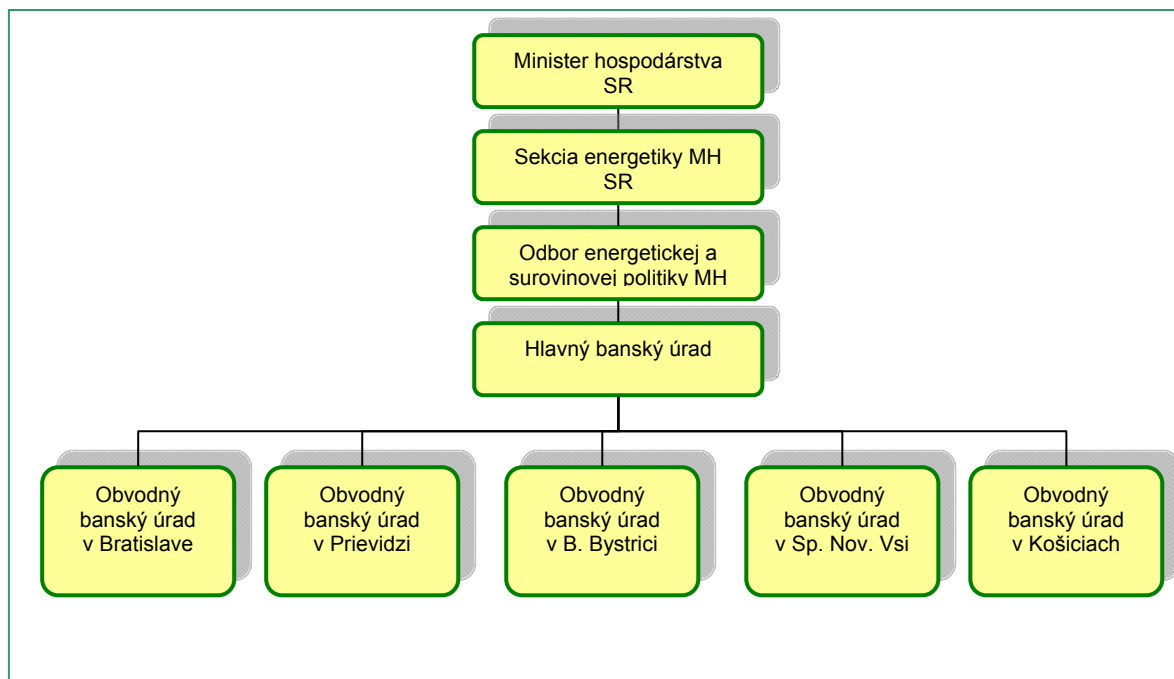 Minister hospodárstva
SR
Sekcia energetiky MH
SR
Odbor energetickej a
surovinovej politiky MH
Hlavný banský úrad
Obvodný
banský úrad
v Bratislave
Obvodný
banský úrad
v Prievidzi
Obvodný
banský úrad
v B. Bystrici
Obvodný
banský úrad
v Sp. Nov. Vsi
Obvodný
banský úrad
v Košiciach